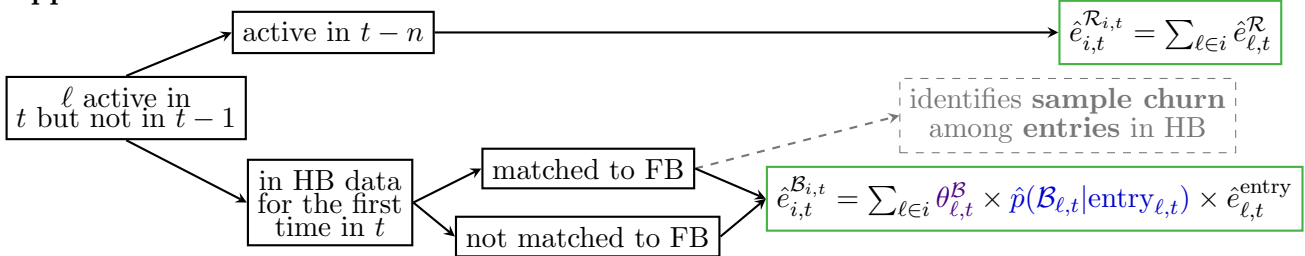 active in t − n
ê_{i,t}^{ℛ_{i,t}} = ∑_{ℓ∈i} ê_{ℓ,t}^{ℛ}
ℓ active in
t but not in t − 1
identifies sample churn
among entries in HB
in HB data
for the first
time in t
matched to FB
not matched to FB
ê_{i,t}^{ℬ_{i,t}} = ∑_{ℓ∈i} θ_{ℓ,t}^{ℬ} × p̂(ℬ_{ℓ,t}|entry_{ℓ,t}) × ê_{ℓ,t}^{entry}